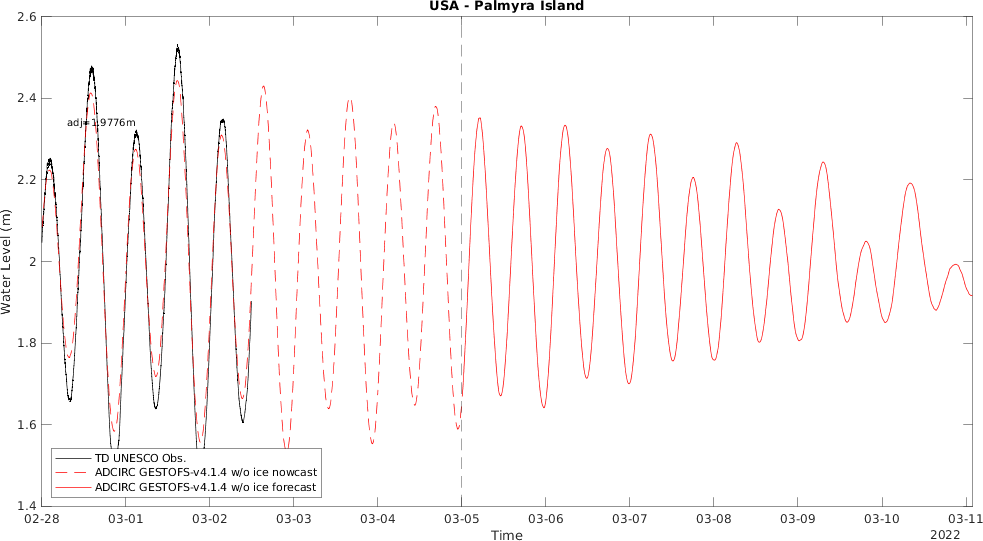 USA - Palmyra Island
2.6
2.4
2.2
2
1.8
1.6
1.4
Water Level (m)
adj=1.9776m
TD UNESCO Obs.
ADCIRC GESTOFS-v4.1.4 w/o ice nowcast
ADCIRC GESTOFS-v4.1.4 w/o ice forecast
02-28 03-01 03-02 03-03 03-04 03-05 03-06 03-07 03-08 03-09 03-10 03-11
Time
2022